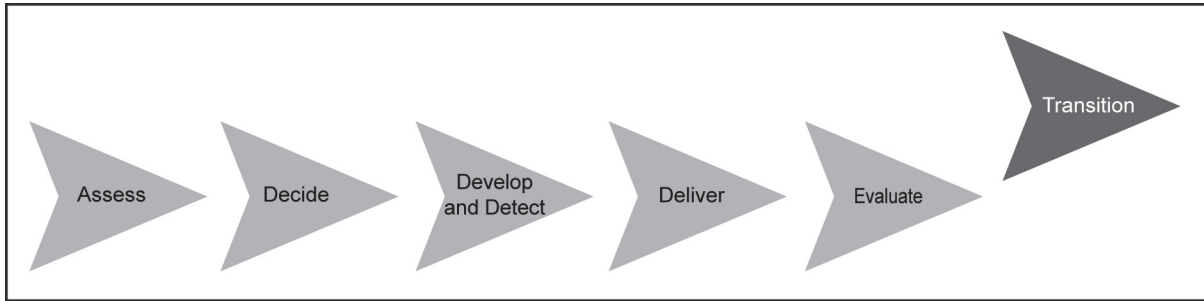 Assess
Decide
Develop
and Detect
Deliver
Evaluate
Transition